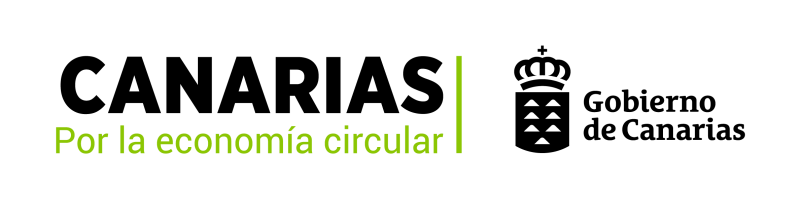 CANARIAS
Por la economía circular
Gobierno
de Canarias